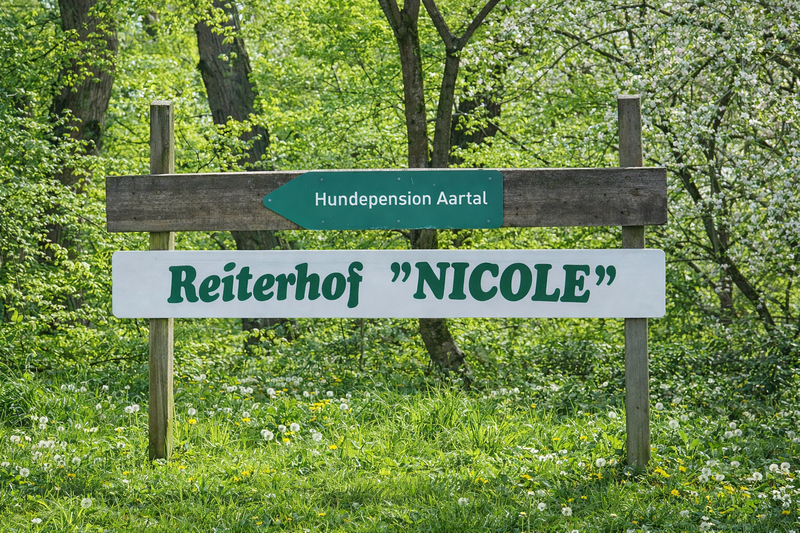 Hundepension Aartal
Reiterhof ”NICOLE”